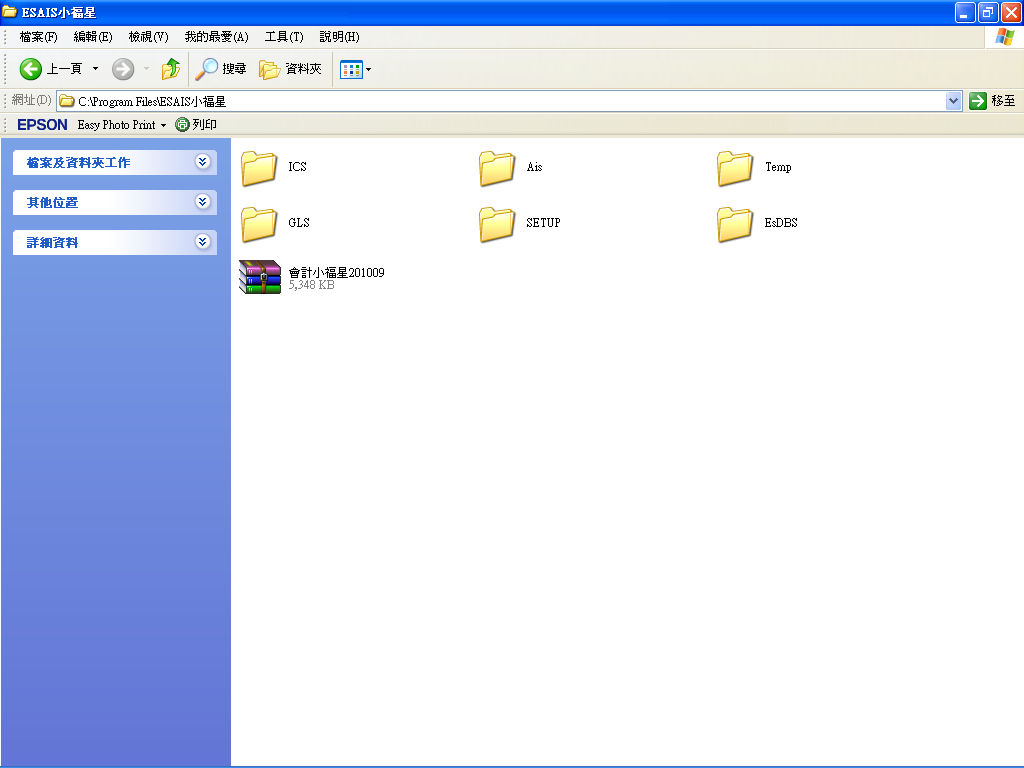 ESAIS小福星
檔案(F) 編輯(E) 檢視(V) 我的最愛(A) 工具(T) 說明(H)
上一頁 搜尋 資料夾
網址(D) C:\Program Files\ESAIS小福星 移至
EPSON Easy Photo Print 列印
檔案及資料夾工作
其他位置
詳細資料
ICS Ais Temp
GLS SETUP EsDBS
會計小福星201009
5,348 KB